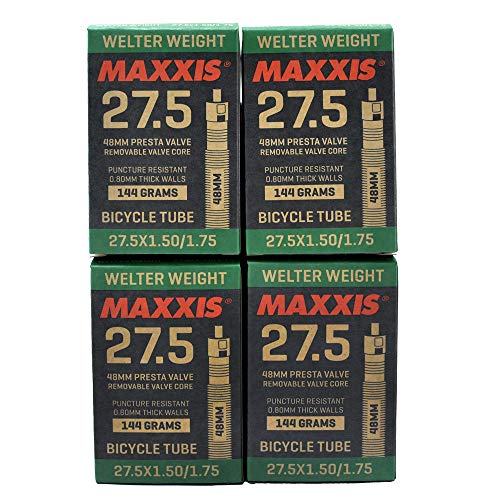 WELTER WEIGHT
MAXXIS®
27.5
48MM PRESTA VALVE
REMOVABLE VALVE CORE
PUNCTURE RESISTANT
0.80MM THICK WALLS
144 GRAMS
48MM
BICYCLE TUBE
27.5X1.50/1.75
WELTER WEIGHT
MAXXIS®
27.5
48MM PRESTA VALVE
REMOVABLE VALVE CORE
PUNCTURE RESISTANT
0.80MM THICK WALLS
144 GRAMS
48MM
BICYCLE TUBE
27.5X1.50/1.75
WELTER WEIGHT
MAXXIS®
27.5
48MM PRESTA VALVE
REMOVABLE VALVE CORE
PUNCTURE RESISTANT
0.80MM THICK WALLS
144 GRAMS
48MM
BICYCLE TUBE
27.5X1.50/1.75
WELTER WEIGHT
MAXXIS®
27.5
48MM PRESTA VALVE
REMOVABLE VALVE CORE
PUNCTURE RESISTANT
0.80MM THICK WALLS
144 GRAMS
48MM
BICYCLE TUBE
27.5X1.50/1.75